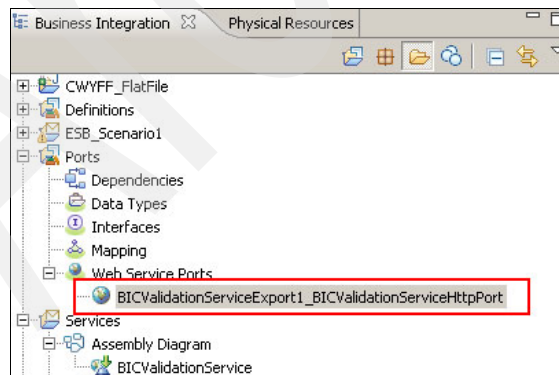 Business Integration
Physical Resources
CWYFF_FlatFile
Definitions
ESB_Scenario1
Ports
Dependencies
Data Types
Interfaces
Mapping
Web Service Ports
BICValidationServiceExport1_BICValidationServiceHttpPort
Services
Assembly Diagram
BICValidationService